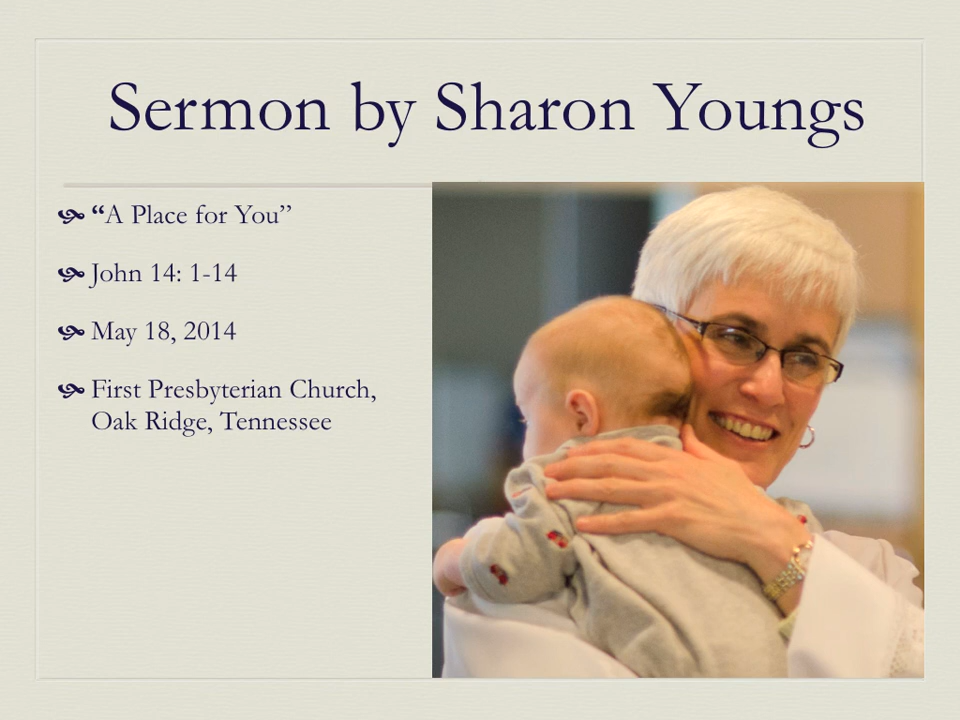 Sermon by Sharon Youngs
“A Place for You”
John 14: 1-14
May 18, 2014
First Presbyterian Church,
Oak Ridge, Tennessee